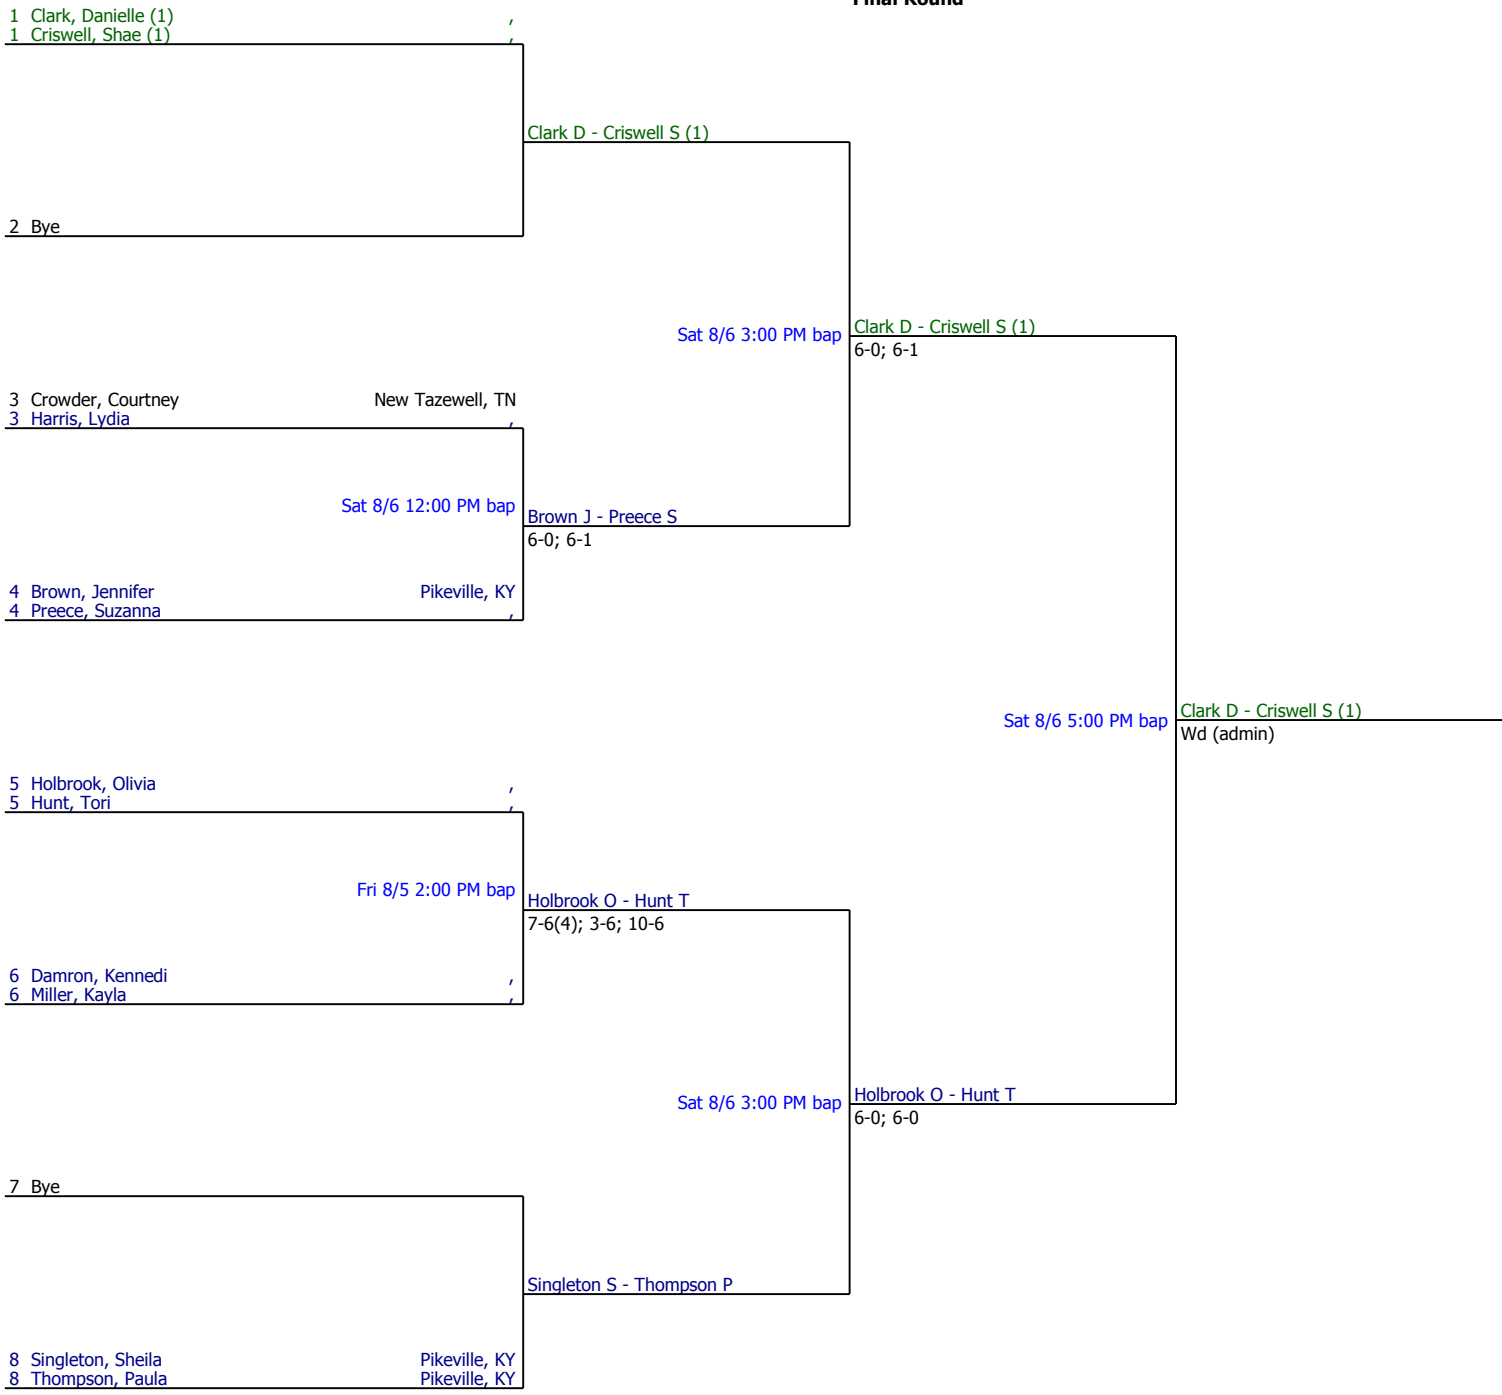 Final Round
1 Clark, Danielle (1) ,
1 Criswell, Shae (1) ,
Clark D - Criswell S (1)
2 Bye
Sat 8/6 3:00 PM bap
Clark D - Criswell S (1)
6-0; 6-1
3 Crowder, Courtney New Tazewell, TN
3 Harris, Lydia ,
Sat 8/6 12:00 PM bap
Brown J - Preece S
6-0; 6-1
4 Brown, Jennifer Pikeville, KY
4 Preece, Suzanna ,
Sat 8/6 5:00 PM bap
Clark D - Criswell S (1)
Wd (admin)
5 Holbrook, Olivia ,
5 Hunt, Tori ,
Fri 8/5 2:00 PM bap
Holbrook O - Hunt T
7-6(4); 3-6; 10-6
6 Damron, Kennedi ,
6 Miller, Kayla ,
Sat 8/6 3:00 PM bap
Holbrook O - Hunt T
6-0; 6-0
7 Bye
Singleton S - Thompson P
8 Singleton, Sheila Pikeville, KY
8 Thompson, Paula Pikeville, KY